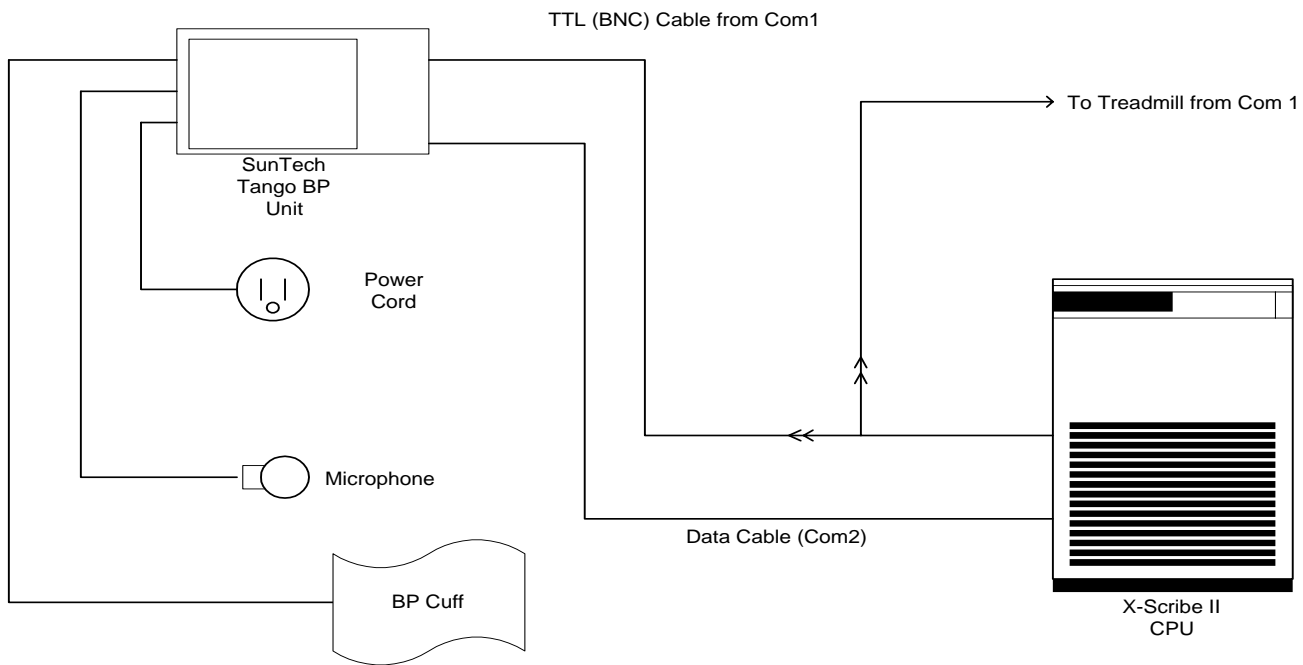 TTL (BNC) Cable from Com1
To Treadmill from Com 1
SunTech
Tango BP
Unit
Power
Cord
Microphone
Data Cable (Com2)
BP Cuff
X-Scribe II
CPU